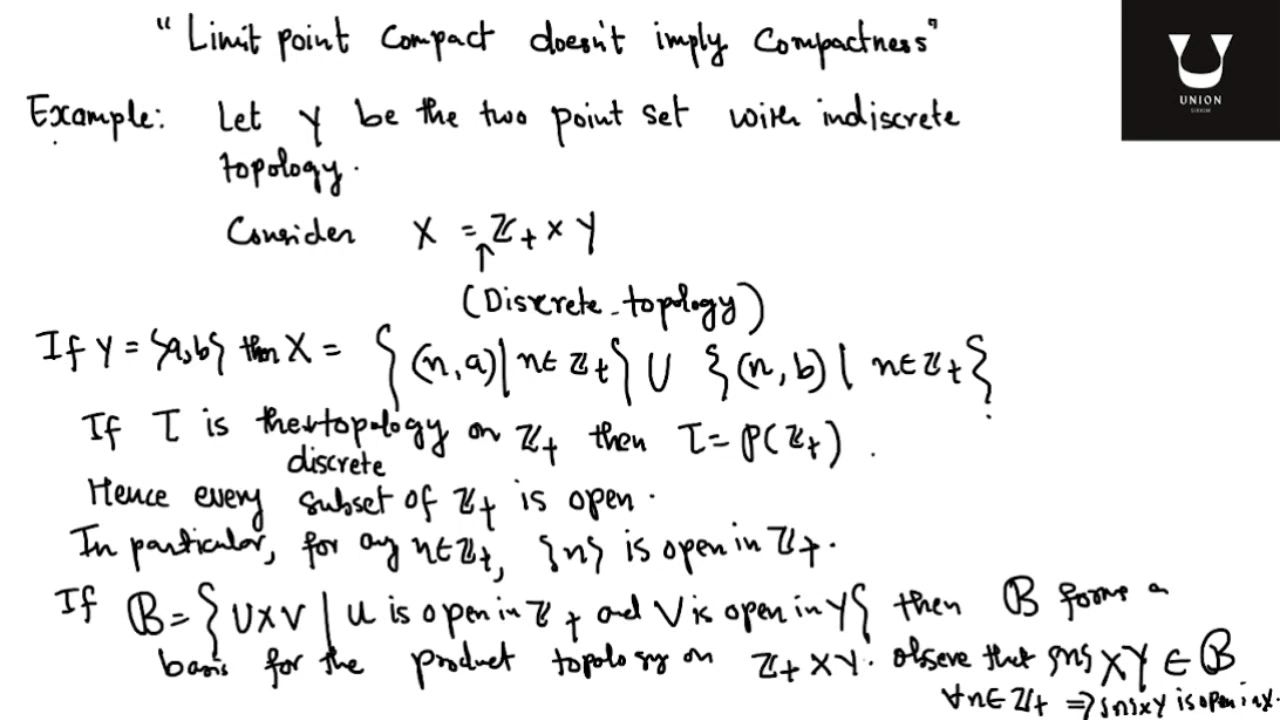 "Limit point Compact doesn't imply Compactness"
UNION
Example: Let Y be the two point set with indiscrete
topology.
Consider X = ℤ₊ × Y
↑
(Discrete topology)
If Y = {a,b} then X = {(n,a) | n∈ℤ₊} ∪ {(n,b) | n∈ℤ₊}
If τ is the topology on ℤ₊ then τ = P(ℤ₊).
discrete
Hence every subset of ℤ₊ is open.
In particular, for any n∈ℤ₊, {n} is open in ℤ₊.
If 𝔹 = {U×V | U is open in ℤ₊ and V is open in Y} then 𝔹 forms a
basis for the product topology on ℤ₊×Y. observe that {n}×Y ∈ 𝔹
∀n∈ℤ₊ ⇒ {n}×Y is open in X.